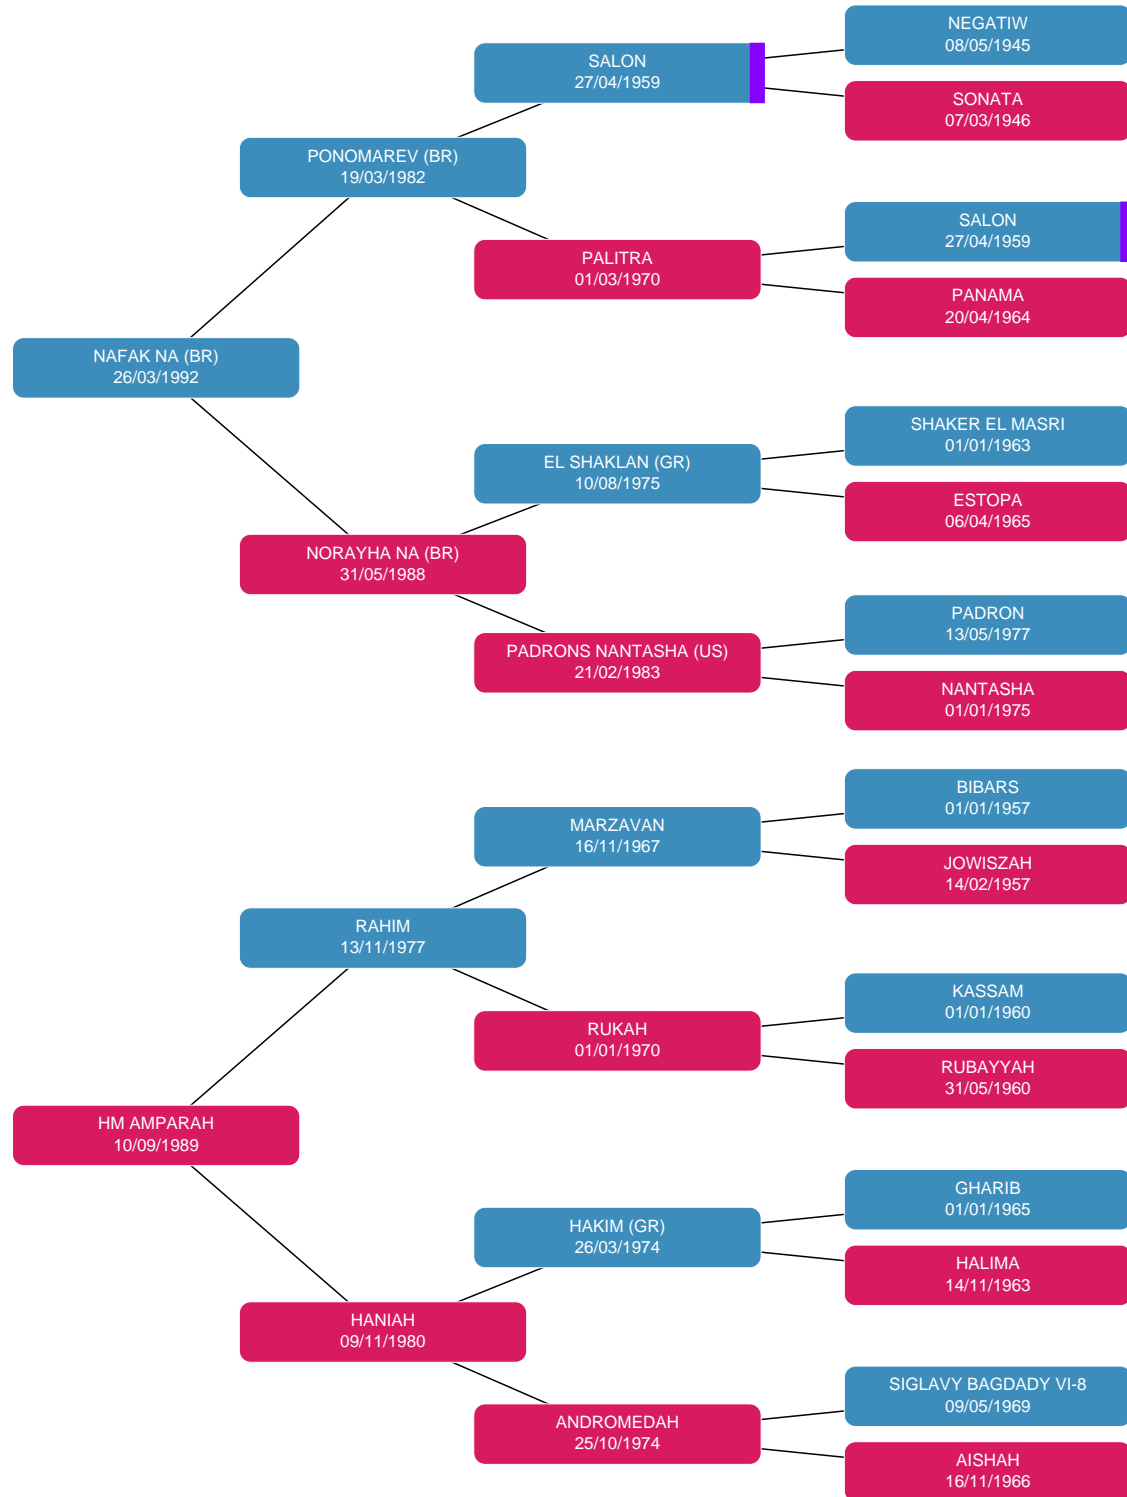 NEGATIW
08/05/1945
SALON
27/04/1959
SONATA
07/03/1946
PONOMAREV (BR)
19/03/1982
SALON
27/04/1959
PALITRA
01/03/1970
PANAMA
20/04/1964
NAFAK NA (BR)
26/03/1992
SHAKER EL MASRI
01/01/1963
EL SHAKLAN (GR)
10/08/1975
ESTOPA
06/04/1965
NORAYHA NA (BR)
31/05/1988
PADRON
13/05/1977
PADRONS NANTASHA (US)
21/02/1983
NANTASHA
01/01/1975
BIBARS
01/01/1957
MARZAVAN
16/11/1967
JOWISZAH
14/02/1957
RAHIM
13/11/1977
KASSAM
01/01/1960
RUKAH
01/01/1970
RUBAYYAH
31/05/1960
HM AMPARAH
10/09/1989
GHARIB
01/01/1965
HAKIM (GR)
26/03/1974
HALIMA
14/11/1963
HANIAH
09/11/1980
SIGLAVY BAGDADY VI-8
09/05/1969
ANDROMEDAH
25/10/1974
AISHAH
16/11/1966